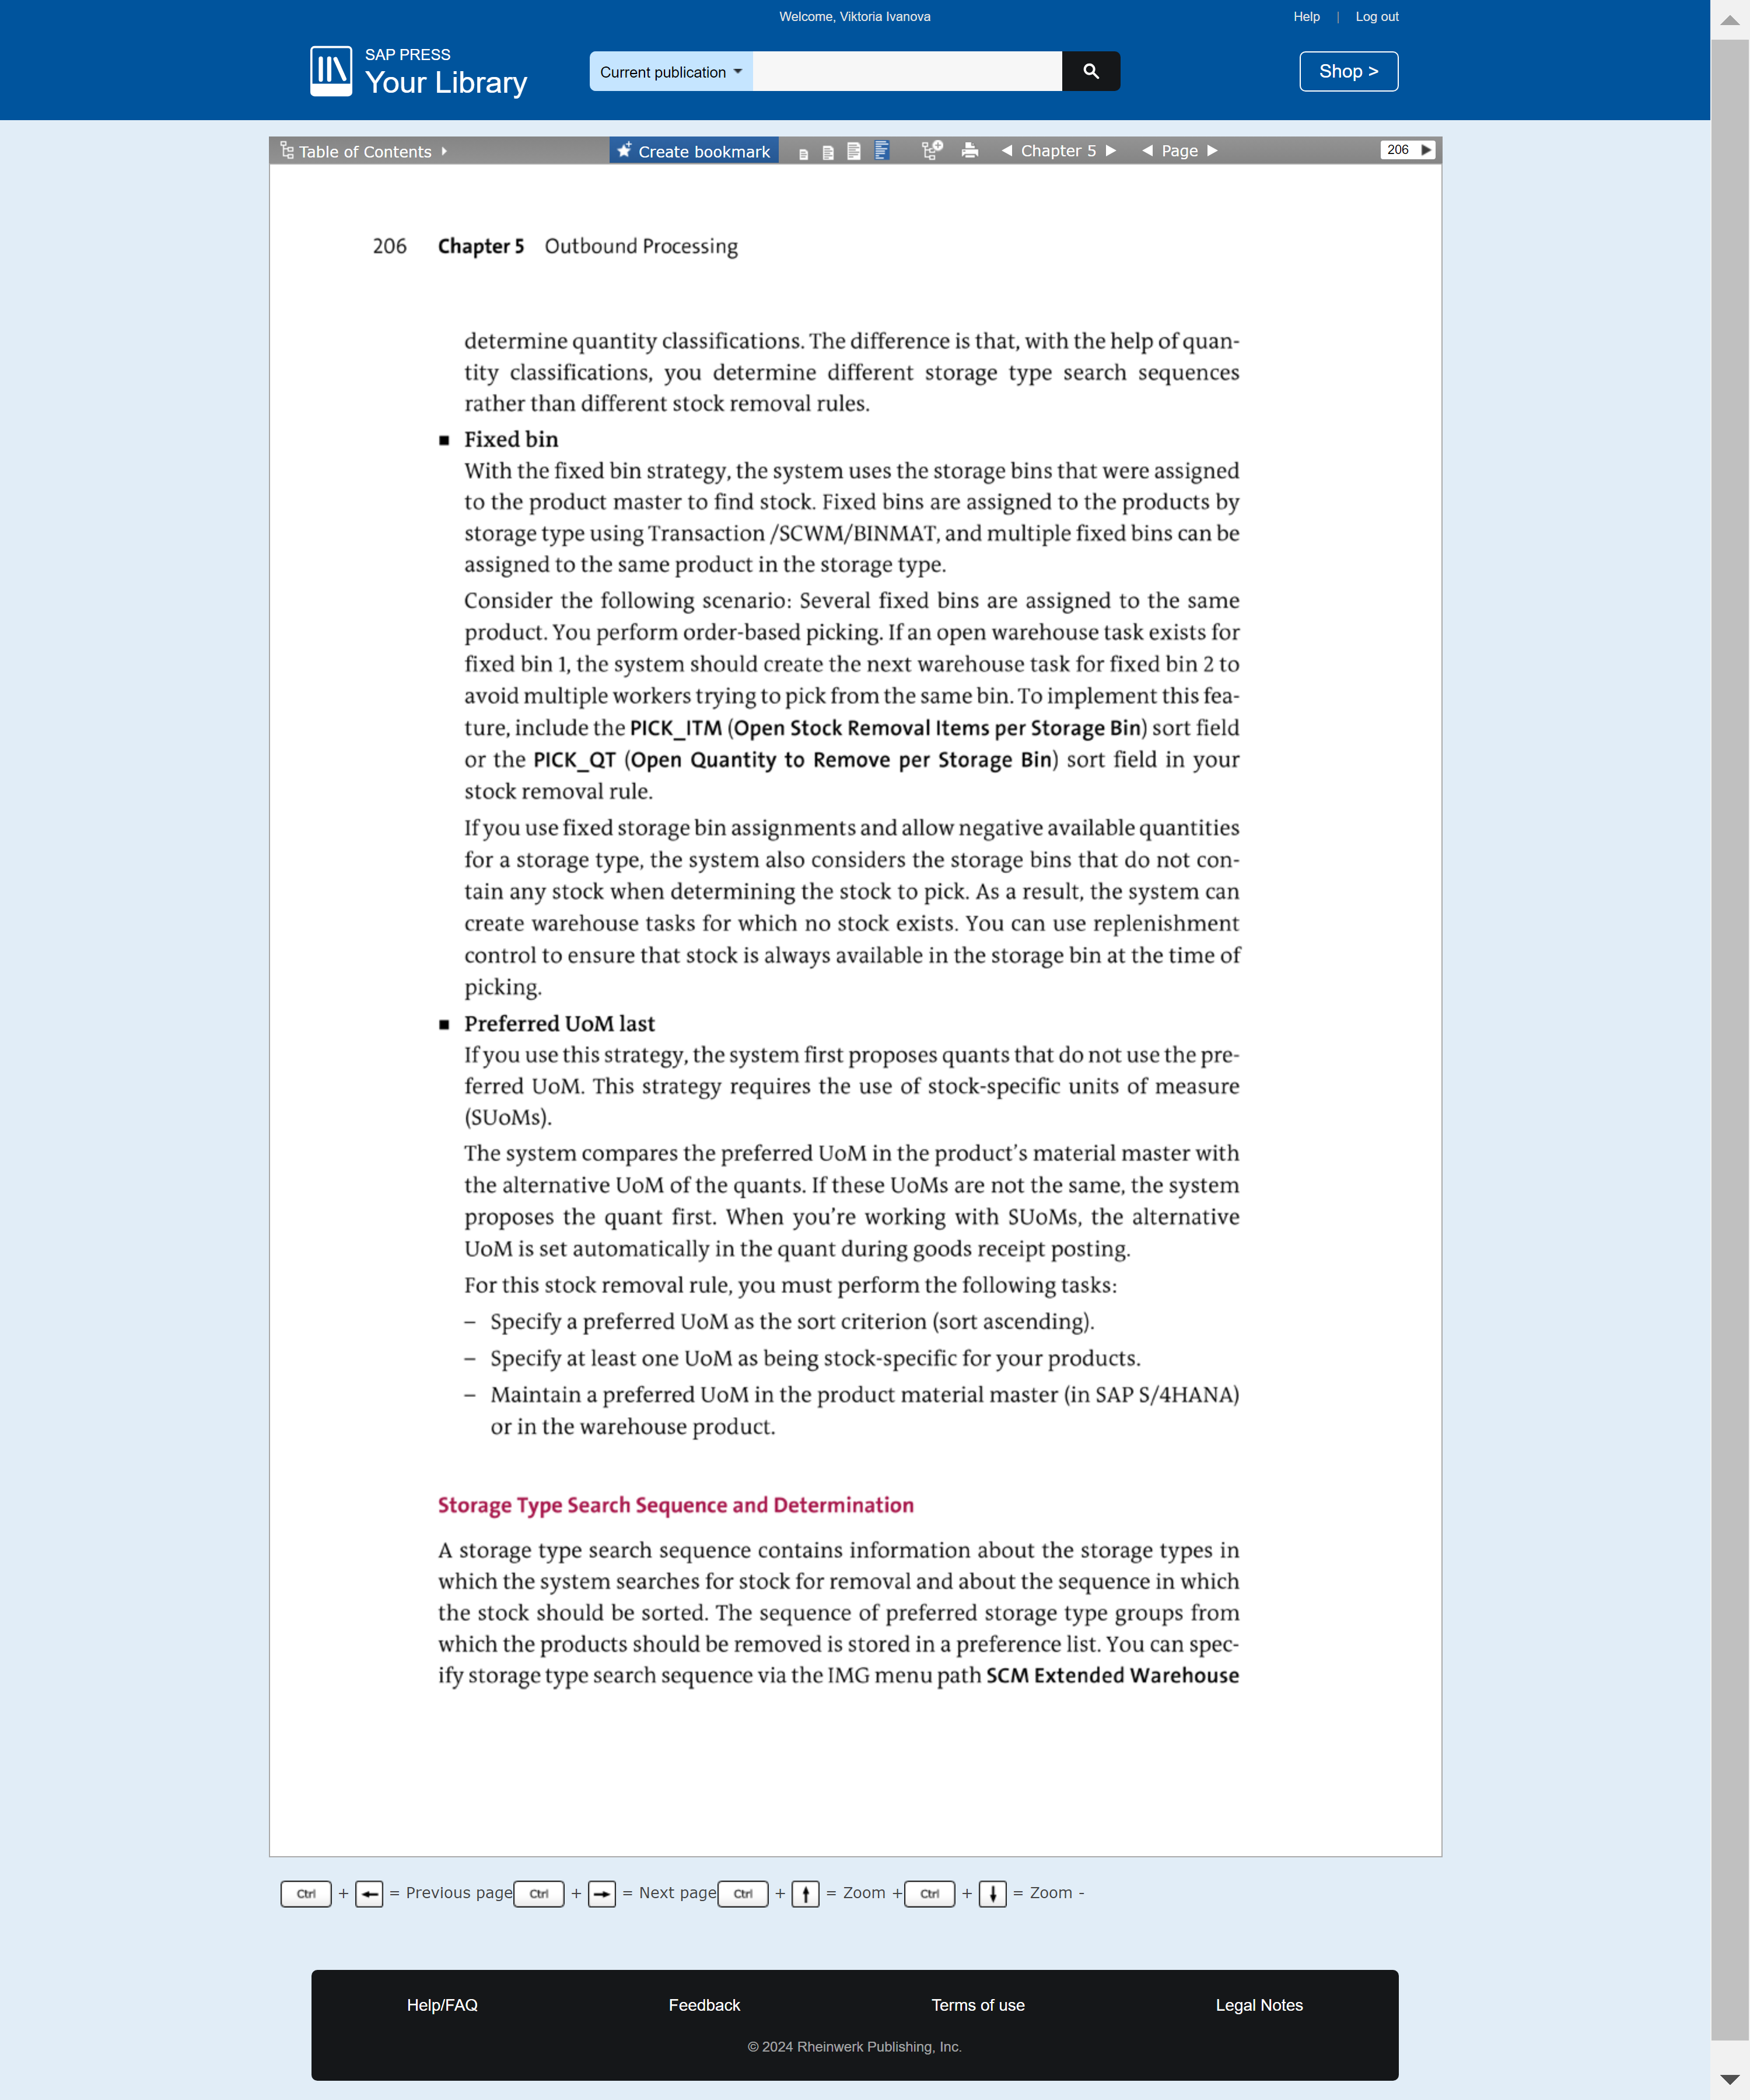 Welcome, Viktoria Ivanova
Help | Log out
SAP PRESS
Your Library
Current publication
Shop >
Table of Contents
Create bookmark
Chapter 5
Page
206
206 Chapter 5 Outbound Processing
determine quantity classifications. The difference is that, with the help of quan-
tity classifications, you determine different storage type search sequences
rather than different stock removal rules.
■ Fixed bin
With the fixed bin strategy, the system uses the storage bins that were assigned
to the product master to find stock. Fixed bins are assigned to the products by
storage type using Transaction /SCWM/BINMAT, and multiple fixed bins can be
assigned to the same product in the storage type.
Consider the following scenario: Several fixed bins are assigned to the same
product. You perform order-based picking. If an open warehouse task exists for
fixed bin 1, the system should create the next warehouse task for fixed bin 2 to
avoid multiple workers trying to pick from the same bin. To implement this fea-
ture, include the PICK_ITM (Open Stock Removal Items per Storage Bin) sort field
or the PICK_QT (Open Quantity to Remove per Storage Bin) sort field in your
stock removal rule.
If you use fixed storage bin assignments and allow negative available quantities
for a storage type, the system also considers the storage bins that do not con-
tain any stock when determining the stock to pick. As a result, the system can
create warehouse tasks for which no stock exists. You can use replenishment
control to ensure that stock is always available in the storage bin at the time of
picking.
■ Preferred UoM last
If you use this strategy, the system first proposes quants that do not use the pre-
ferred UoM. This strategy requires the use of stock-specific units of measure
(SUoMs).
The system compares the preferred UoM in the product's material master with
the alternative UoM of the quants. If these UoMs are not the same, the system
proposes the quant first. When you're working with SUoMs, the alternative
UoM is set automatically in the quant during goods receipt posting.
For this stock removal rule, you must perform the following tasks:
– Specify a preferred UoM as the sort criterion (sort ascending).
– Specify at least one UoM as being stock-specific for your products.
– Maintain a preferred UoM in the product material master (in SAP S/4HANA)
or in the warehouse product.
Storage Type Search Sequence and Determination
A storage type search sequence contains information about the storage types in
which the system searches for stock for removal and about the sequence in which
the stock should be sorted. The sequence of preferred storage type groups from
which the products should be removed is stored in a preference list. You can spec-
ify storage type search sequence via the IMG menu path SCM Extended Warehouse
Ctrl + ← = Previous page Ctrl + → = Next page Ctrl + ↑ = Zoom + Ctrl + ↓ = Zoom -
Help/FAQ Feedback Terms of use Legal Notes
© 2024 Rheinwerk Publishing, Inc.